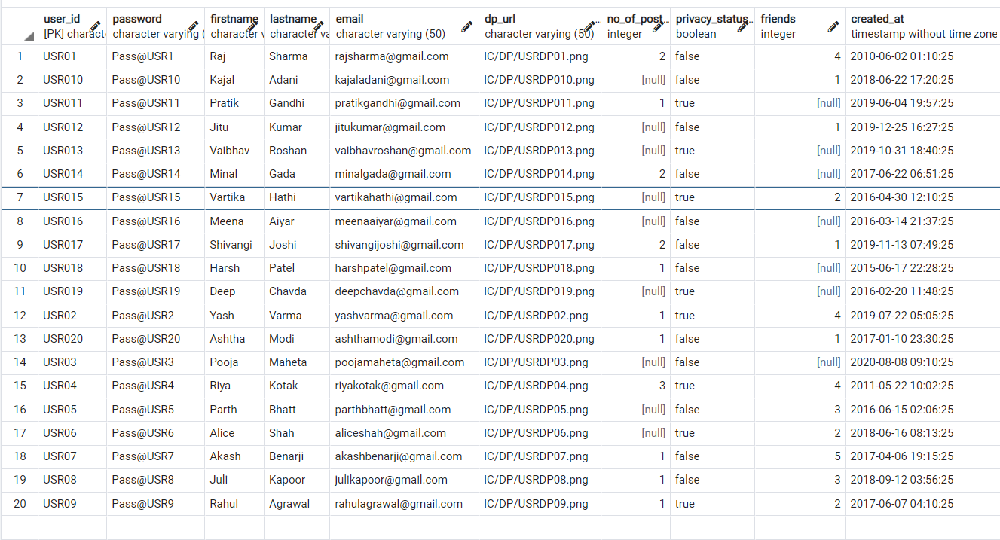 user_id password firstname lastname email dp_url no_of_post... privacy_status... friends created_at
[PK] characte character varying ( character v character va character varying (50) character varying (50) integer boolean integer timestamp without time zone
1 USR01 Pass@USR1 Raj Sharma rajsharma@gmail.com IC/DP/USRDP01.png 2 false 4 2010-06-02 01:10:25
2 USR010 Pass@USR10 Kajal Adani kajaladani@gmail.com IC/DP/USRDP010.png [null] false 1 2018-06-22 17:20:25
3 USR011 Pass@USR11 Pratik Gandhi pratikgandhi@gmail.com IC/DP/USRDP011.png 1 true [null] 2019-06-04 19:57:25
4 USR012 Pass@USR12 Jitu Kumar jitukumar@gmail.com IC/DP/USRDP012.png [null] false 1 2019-12-25 16:27:25
5 USR013 Pass@USR13 Vaibhav Roshan vaibhavroshan@gmail.com IC/DP/USRDP013.png [null] true [null] 2019-10-31 18:40:25
6 USR014 Pass@USR14 Minal Gada minalgada@gmail.com IC/DP/USRDP014.png 2 false [null] 2017-06-22 06:51:25
7 USR015 Pass@USR15 Vartika Hathi vartikahathi@gmail.com IC/DP/USRDP015.png [null] true 2 2016-04-30 12:10:25
8 USR016 Pass@USR16 Meena Aiyar meenaaiyar@gmail.com IC/DP/USRDP016.png [null] false [null] 2016-03-14 21:37:25
9 USR017 Pass@USR17 Shivangi Joshi shivangijoshi@gmail.com IC/DP/USRDP017.png 2 false 1 2019-11-13 07:49:25
10 USR018 Pass@USR18 Harsh Patel harshpatel@gmail.com IC/DP/USRDP018.png 1 false [null] 2015-06-17 22:28:25
11 USR019 Pass@USR19 Deep Chavda deepchavda@gmail.com IC/DP/USRDP019.png [null] true [null] 2016-02-20 11:48:25
12 USR02 Pass@USR2 Yash Varma yashvarma@gmail.com IC/DP/USRDP02.png 1 true 4 2019-07-22 05:05:25
13 USR020 Pass@USR20 Ashtha Modi ashthamodi@gmail.com IC/DP/USRDP020.png 1 false 1 2017-01-10 23:30:25
14 USR03 Pass@USR3 Pooja Maheta poojamaheta@gmail.com IC/DP/USRDP03.png [null] false [null] 2020-08-08 09:10:25
15 USR04 Pass@USR4 Riya Kotak riyakotak@gmail.com IC/DP/USRDP04.png 3 true 4 2011-05-22 10:02:25
16 USR05 Pass@USR5 Parth Bhatt parthbhatt@gmail.com IC/DP/USRDP05.png [null] false 3 2016-06-15 02:06:25
17 USR06 Pass@USR6 Alice Shah aliceshah@gmail.com IC/DP/USRDP06.png [null] true 2 2018-06-16 08:13:25
18 USR07 Pass@USR7 Akash Benarji akashbenarji@gmail.com IC/DP/USRDP07.png 1 false 5 2017-04-06 19:15:25
19 USR08 Pass@USR8 Juli Kapoor julikapoor@gmail.com IC/DP/USRDP08.png 1 false 3 2018-09-12 03:56:25
20 USR09 Pass@USR9 Rahul Agrawal rahulagrawal@gmail.com IC/DP/USRDP09.png 1 true 2 2017-06-07 04:10:25